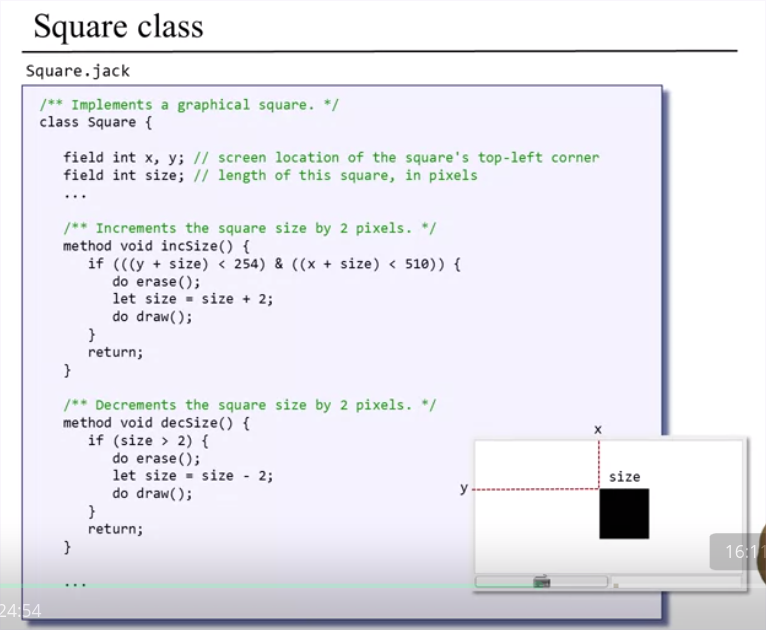 Square class
Square.jack
/** Implements a graphical square. */
class Square {
field int x, y; // screen location of the square's top-left corner
field int size; // length of this square, in pixels
...
/** Increments the square size by 2 pixels. */
method void incSize() {
if (((y + size) < 254) & ((x + size) < 510)) {
do erase();
let size = size + 2;
do draw();
}
return;
}
/** Decrements the square size by 2 pixels. */
method void decSize() {
if (size > 2) {
do erase();
let size = size - 2;
do draw();
}
return;
}
...
x
size
y
16:11
24:54